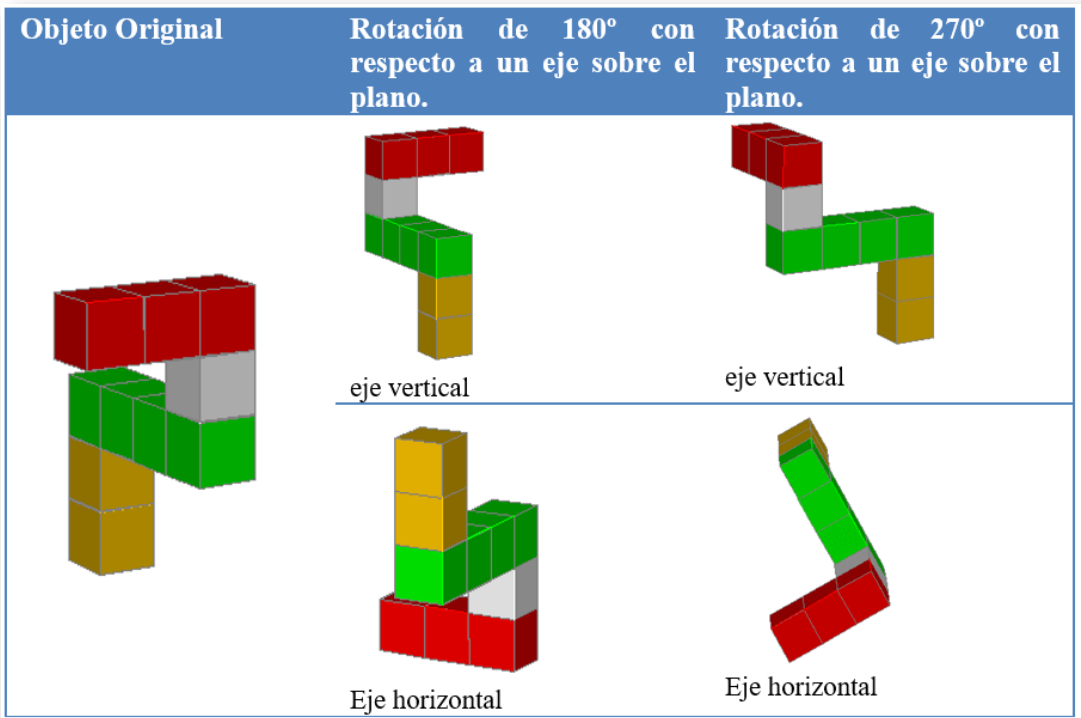 Objeto Original
Rotación de 180º con
respecto a un eje sobre el
plano.
Rotación de 270º con
respecto a un eje sobre el
plano.
eje vertical
eje vertical
Eje horizontal
Eje horizontal